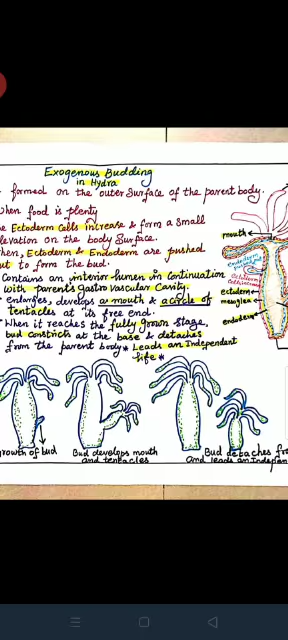 Exogenous Budding
in Hydra
formed on the outer Surface of the parent body.
when food is plenty
Ectoderm Cells increase & form a small
elevation on the body Surface.
Then, Ectoderm & Endoderm are pushed
out to form the bud.
Contains an interior lumen in continuation
with parent's Gastro Vascular Cavity.
enlarges, develops a mouth & a circle of
tentacles at its free end.
When it reaches the fully grown stage,
bud constricts at the base & detaches
from the parent body * Leads an Independent
life *
mouth
ectoderm
mesoglea
endoderm
growth of bud
Bud develops mouth
and tentacles
Bud detaches
and leads an